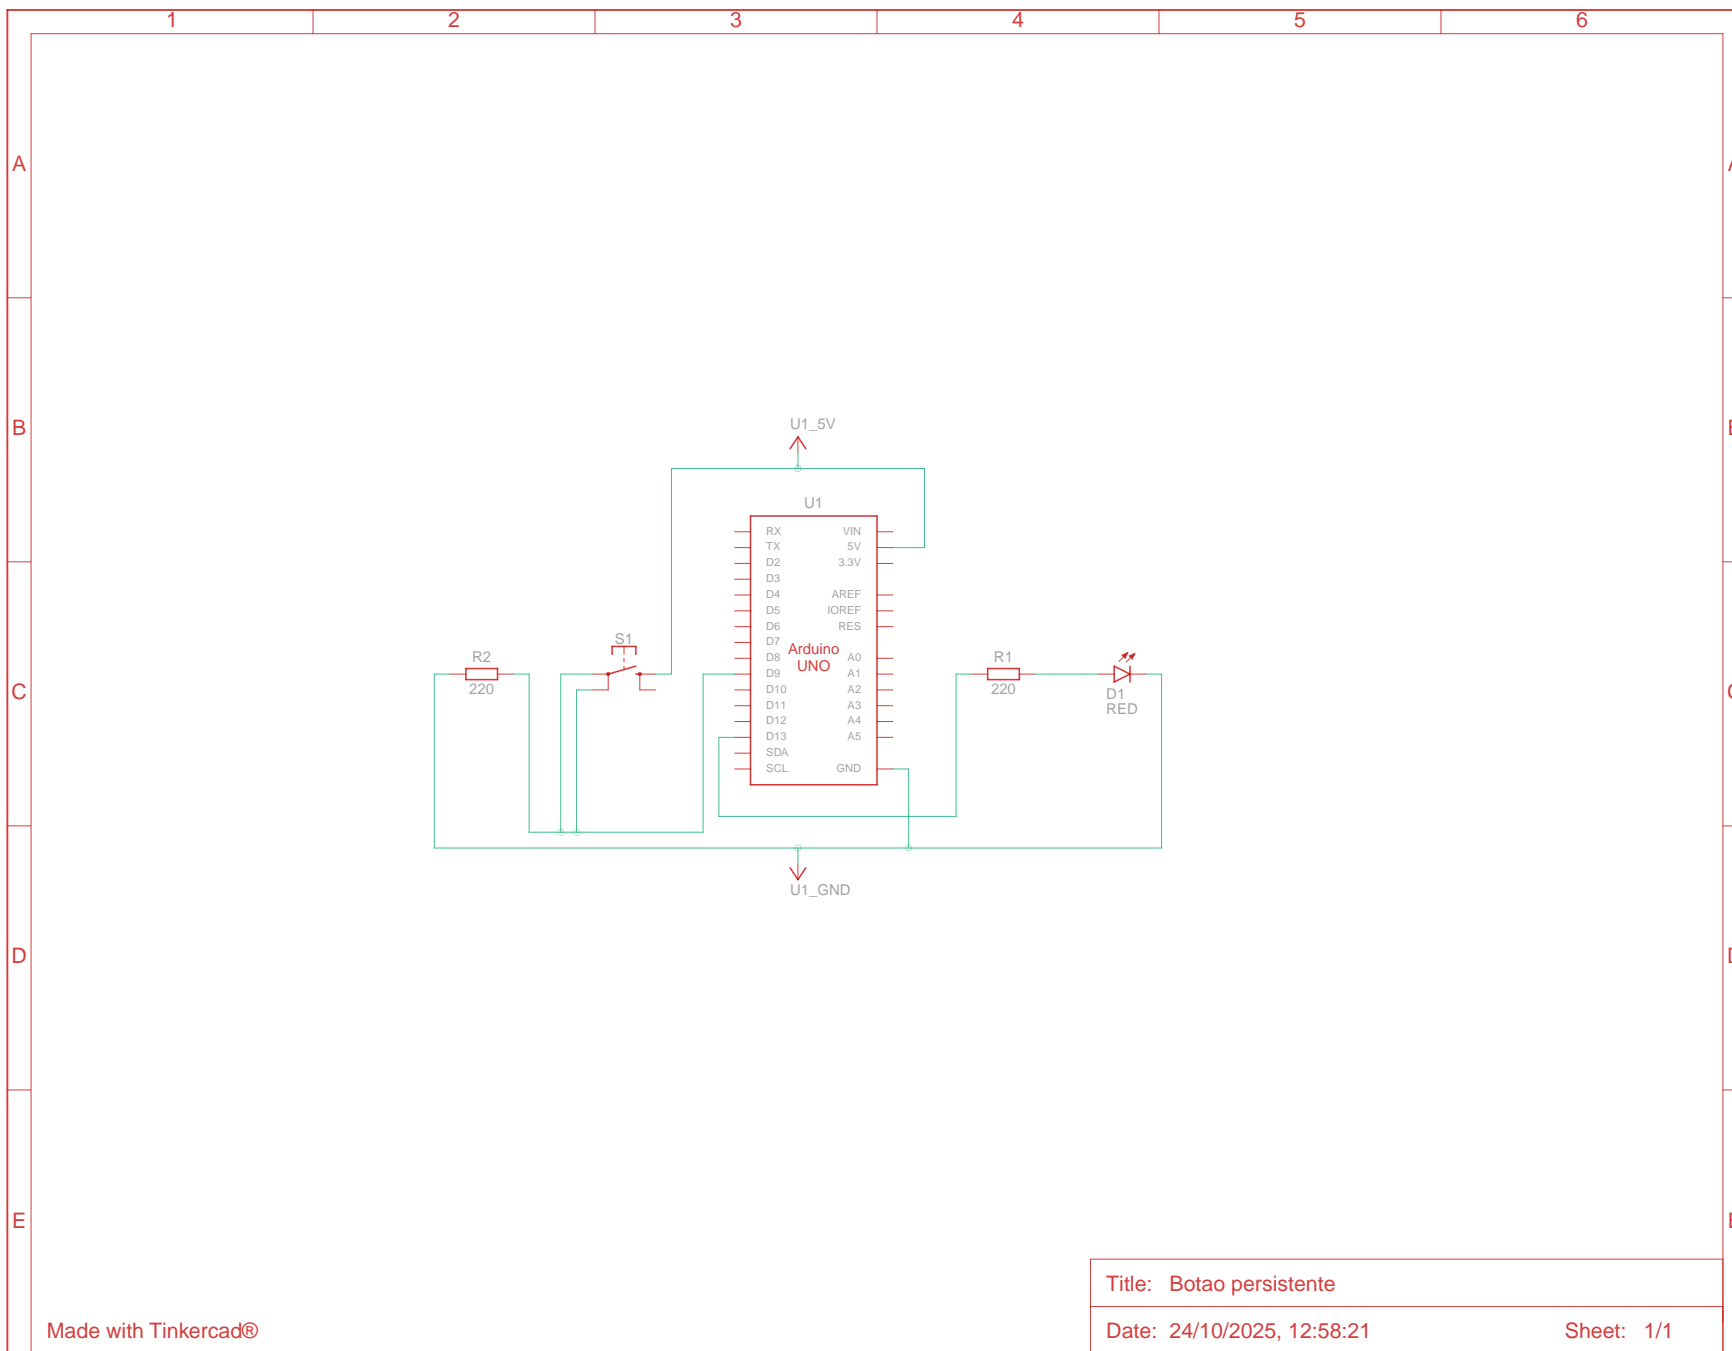 1 2 3 4 5 6
A A
B B
C C
D D
E E
U1_5V
U1
RX VIN
TX 5V
D2 3.3V
D3
D4 AREF
D5 IOREF
D6 RES
D7
D8 A0
D9 A1
D10 A2
D11 A3
D12 A4
D13 A5
SDA
SCL GND
Arduino
UNO
S1
R2
220
R1
220
D1
RED
U1_GND
Title: Botao persistente
Date: 24/10/2025, 12:58:21 Sheet: 1/1
Made with Tinkercad®